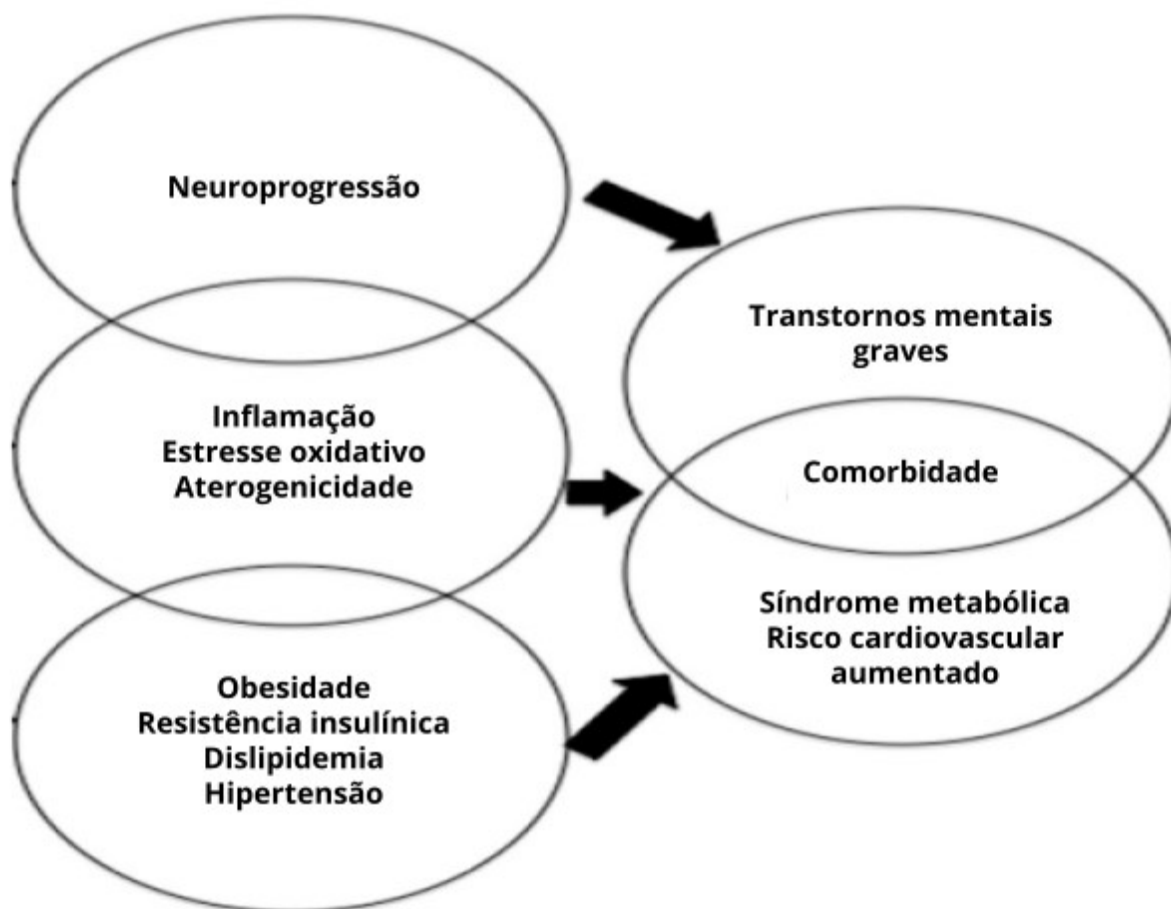 Neuroprogressão
Inflamação
Estresse oxidativo
Aterogenicidade
Obesidade
Resistência insulínica
Dislipidemia
Hipertensão
Transtornos mentais
graves
Comorbidade
Síndrome metabólica
Risco cardiovascular
aumentado